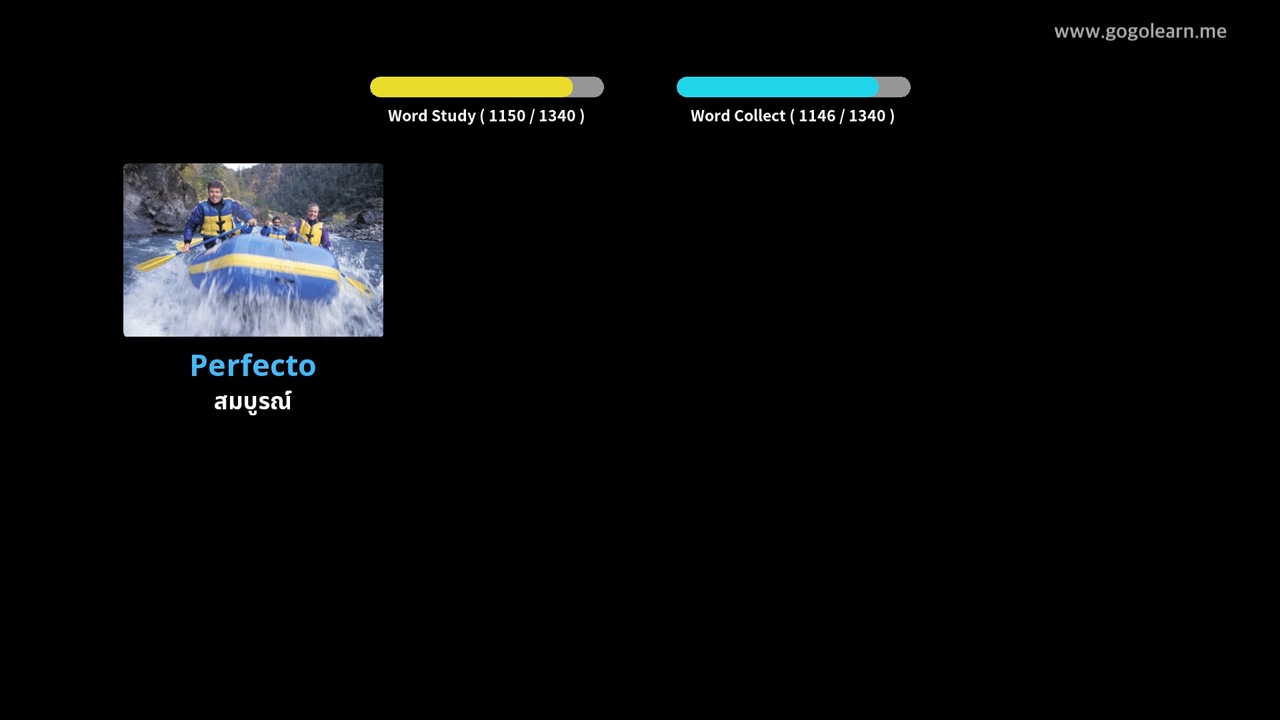 www.gogolearn.me
Word Study ( 1150 / 1340 )
Word Collect ( 1146 / 1340 )
Perfecto
สมบูรณ์